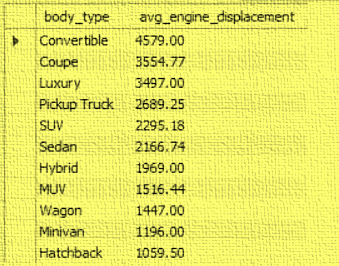 body_type avg_engine_displacement
Convertible 4579.00
Coupe 3554.77
Luxury 3497.00
Pickup Truck 2689.25
SUV 2295.18
Sedan 2166.74
Hybrid 1969.00
MUV 1516.44
Wagon 1447.00
Minivan 1196.00
Hatchback 1059.50